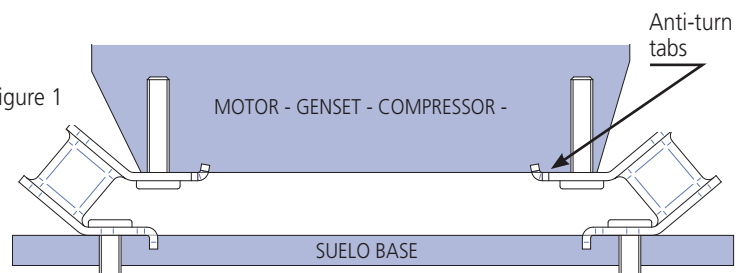 Anti-turn
tabs
igure 1
MOTOR - GENSET - COMPRESSOR -
SUELO BASE